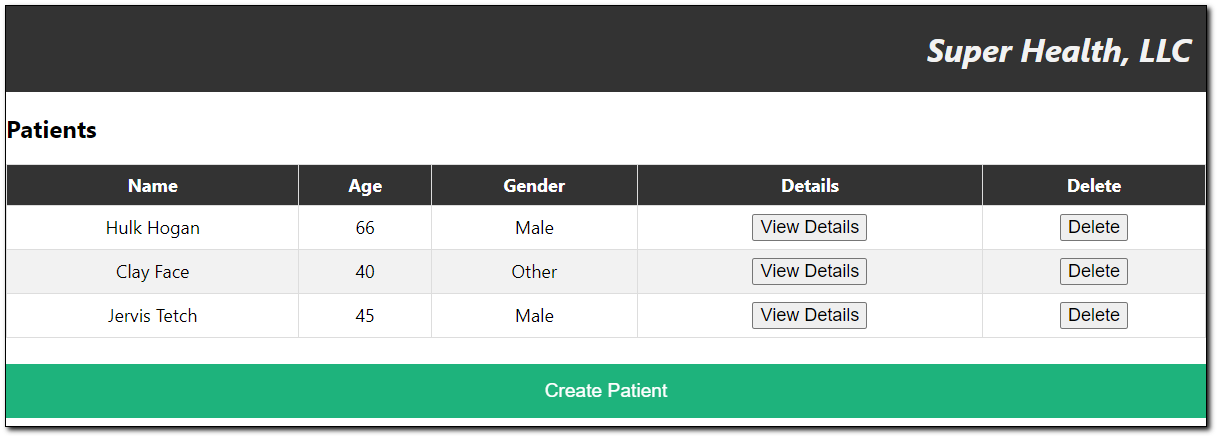 Super Health, LLC
Patients
Name Age Gender Details Delete
Hulk Hogan 66 Male View Details Delete
Clay Face 40 Other View Details Delete
Jervis Tetch 45 Male View Details Delete
Create Patient